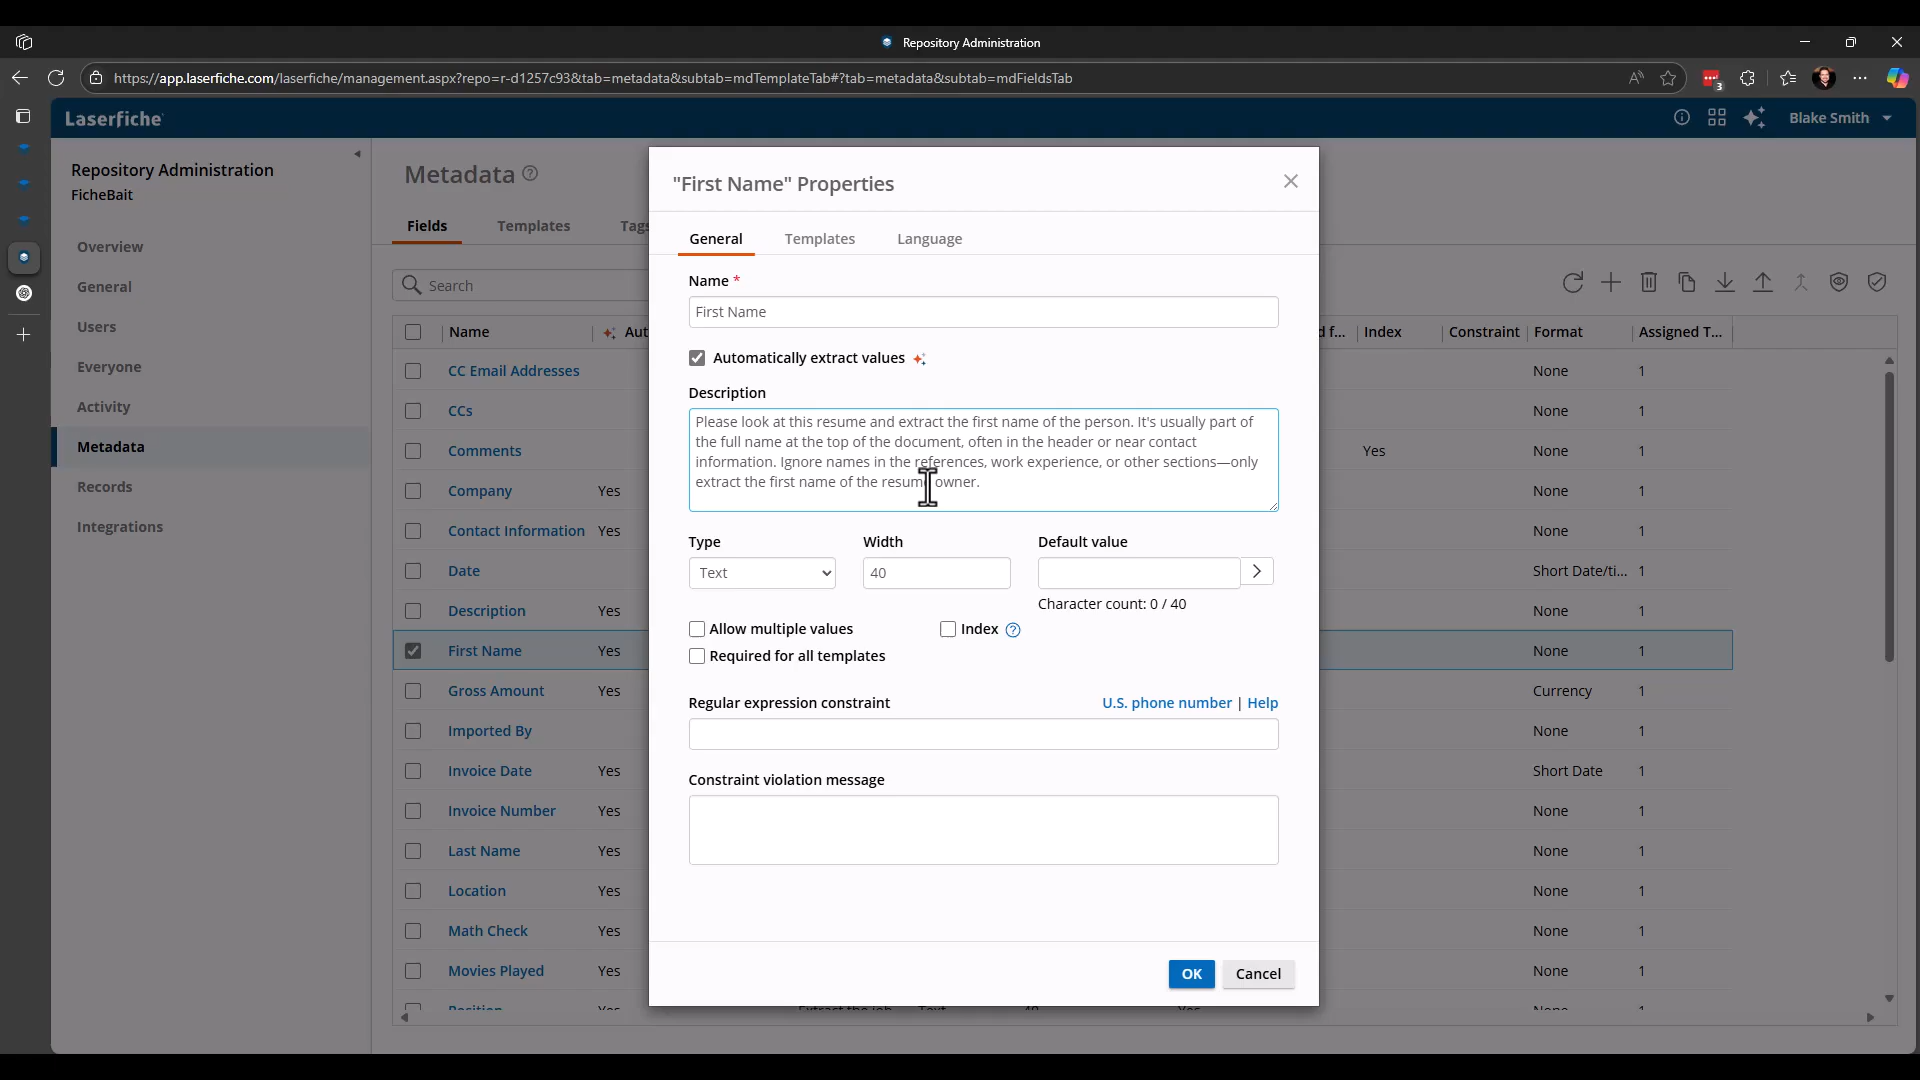 Repository Administration
https://app.laserfiche.com/laserfiche/management.aspx?repo=r-d1257c93&tab=metadata&subtab=mdTemplateTab#?tab=metadata&subtab=mdFieldsTab
3
Laserfiche
Blake Smith
Repository Administration
FicheBait
Overview
General
Users
Everyone
Activity
Metadata
Records
Integrations
Metadata
Fields Templates Tags
Search
Name Aut
Index Constraint Format Assigned T...
CC Email Addresses None 1
CCs None 1
Comments Yes None 1
Company Yes None 1
Contact Information Yes None 1
Date Short Date/ti... 1
Description Yes None 1
First Name Yes None 1
Gross Amount Yes Currency 1
Imported By None 1
Invoice Date Yes Short Date 1
Invoice Number Yes None 1
Last Name Yes None 1
Location Yes None 1
Math Check Yes None 1
Movies Played Yes None 1
"First Name" Properties
General Templates Language
Name *
First Name
Automatically extract values
Description
Please look at this resume and extract the first name of the person. It's usually part of
the full name at the top of the document, often in the header or near contact
information. Ignore names in the references, work experience, or other sections—only
extract the first name of the resume owner.
Type Width Default value
Text 40
Character count: 0 / 40
Allow multiple values Index
Required for all templates
Regular expression constraint U.S. phone number | Help
Constraint violation message
OK Cancel